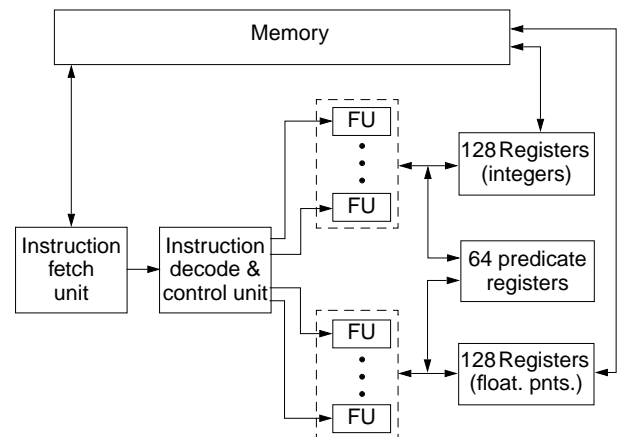 Memory
FU
FU
128 Registers
(integers)
Instruction
fetch
unit
Instruction
decode &
control unit
64 predicate
registers
FU
FU
128 Registers
(float. pnts.)